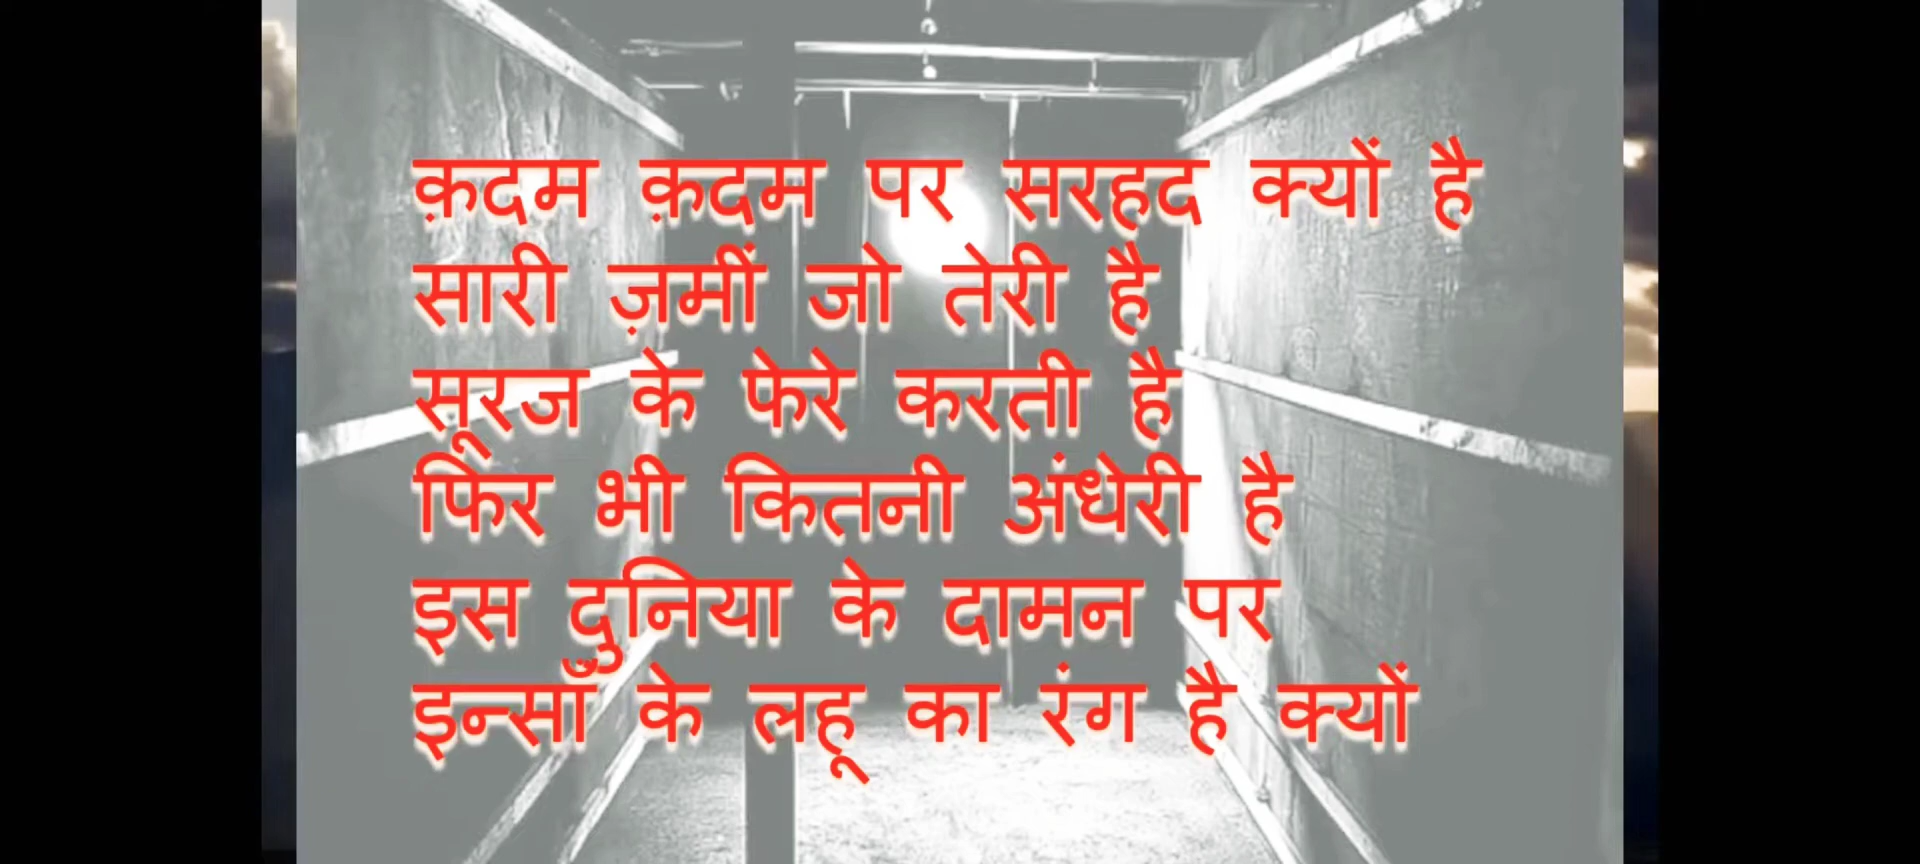 क़दम क़दम पर सरहद क्यों है
सारी ज़मीं जो तेरी है
सूरज के फेरे करती है
फिर भी कितनी अंधेरी है
इस दुनिया के दामन पर
इन्साँ के लहू का रंग है क्यों